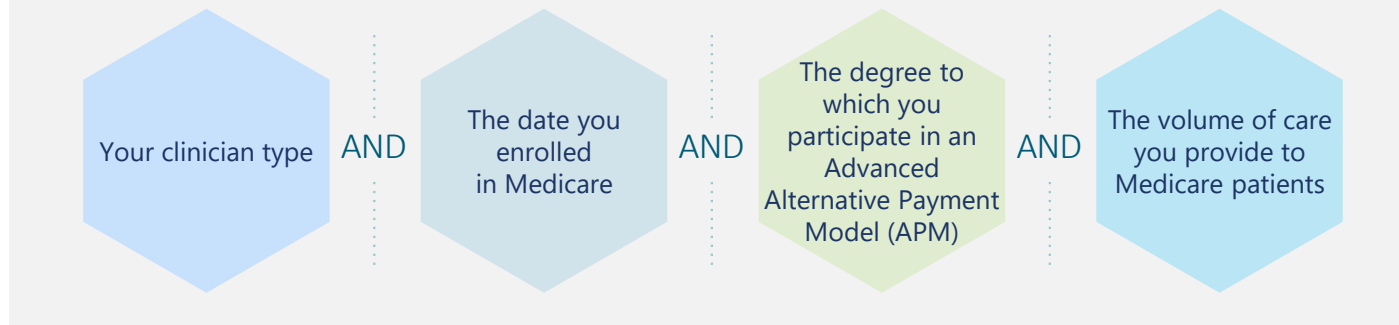 Your clinician type
AND
The date you
enrolled
in Medicare
AND
The degree to
which you
participate in an
Advanced
Alternative Payment
Model (APM)
AND
The volume of care
you provide to
Medicare patients